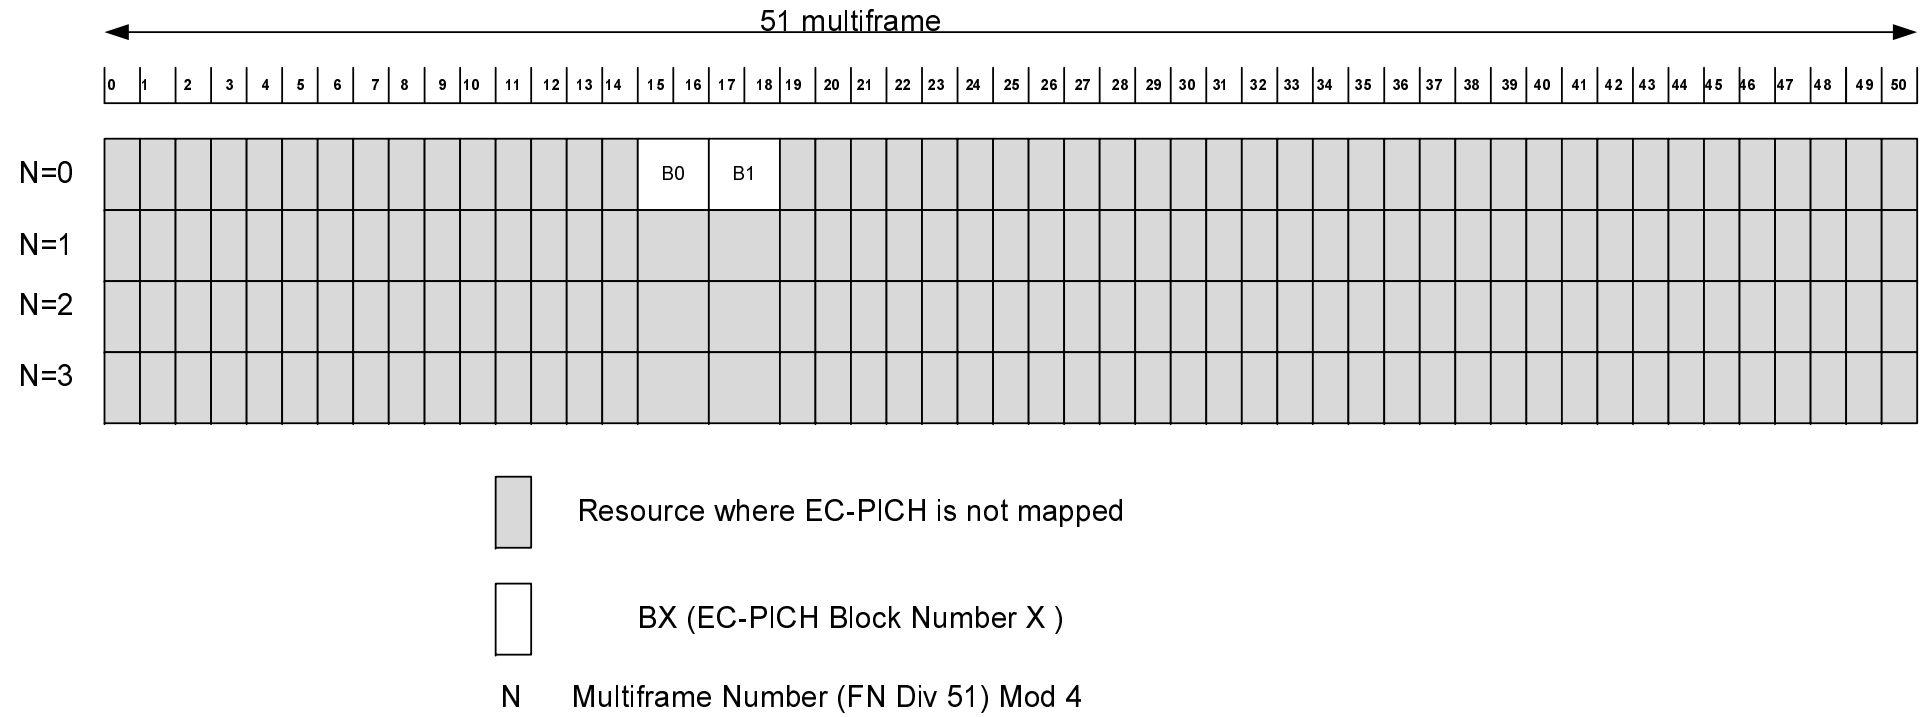 51 multiframe
0 1 2 3 4 5 6 7 8 9 10 11 12 13 14 15 16 17 18 19 20 21 22 23 24 25 26 27 28 29 30 31 32 33 34 35 36 37 38 39 40 41 42 43 44 45 46 47 48 49 50
N=0 B0 B1
N=1
N=2
N=3
Resource where EC-PICH is not mapped
BX (EC-PICH Block Number X )
N Multiframe Number (FN Div 51) Mod 4